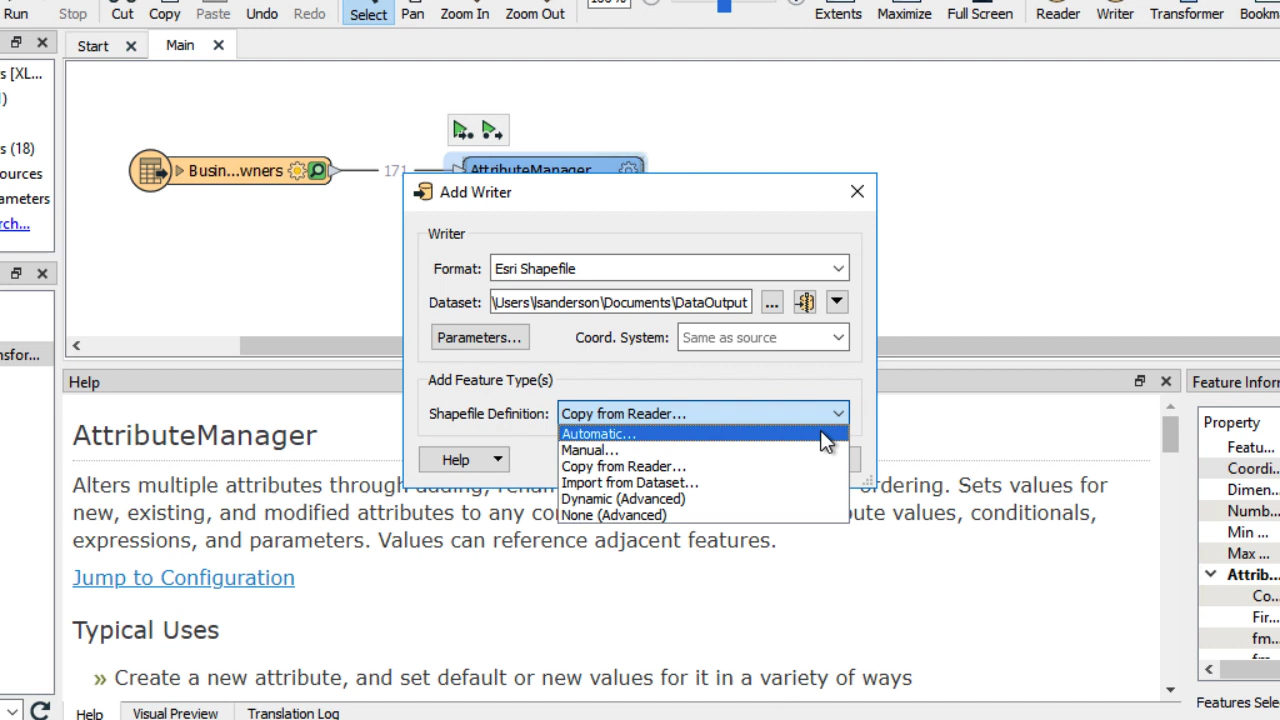 Run Stop Cut Copy Paste Undo Redo Select Pan Zoom In Zoom Out Extents Maximize Full Screen Reader Writer Transformer Bookm
Start Main
s [XL...
)
s (18)
ources
ameters
rch...
Busin...wners 171 AttributeManager
Add Writer
Writer
Format: Esri Shapefile
Dataset: \Users\lsanderson\Documents\DataOutput ...
Parameters... Coord. System: Same as source
Add Feature Type(s)
Shapefile Definition: Copy from Reader...
Automatic...
Manual...
Copy from Reader...
Import from Dataset...
Dynamic (Advanced)
None (Advanced)
Help
nsfor...
Help
AttributeManager
Alters multiple attributes through adding, renam ordering. Sets values for
new, existing, and modified attributes to any co ute values, conditionals,
expressions, and parameters. Values can reference adjacent features.
Jump to Configuration
Typical Uses
» Create a new attribute, and set default or new values for it in a variety of ways
Help Visual Preview Translation Log
Feature Inforr
Property
Featu...
Coordi...
Dimen...
Numb...
Min ...
Max ...
Attrib...
Co...
Fir...
fm...
Features Sele